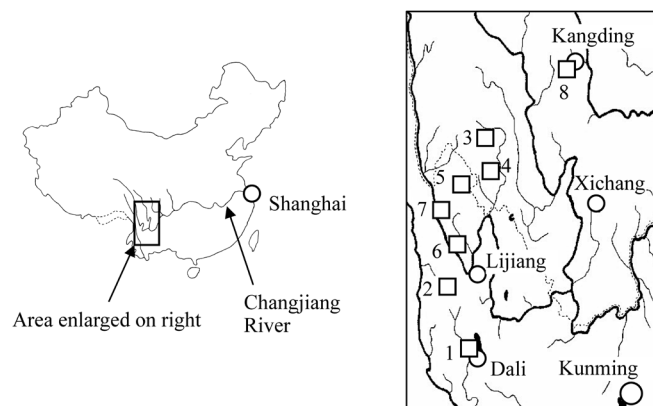 Shanghai
Changjiang
River
Area enlarged on right
Kangding
8
3
4
5
Xichang
7
6
Lijiang
2
1
Dali
Kunming